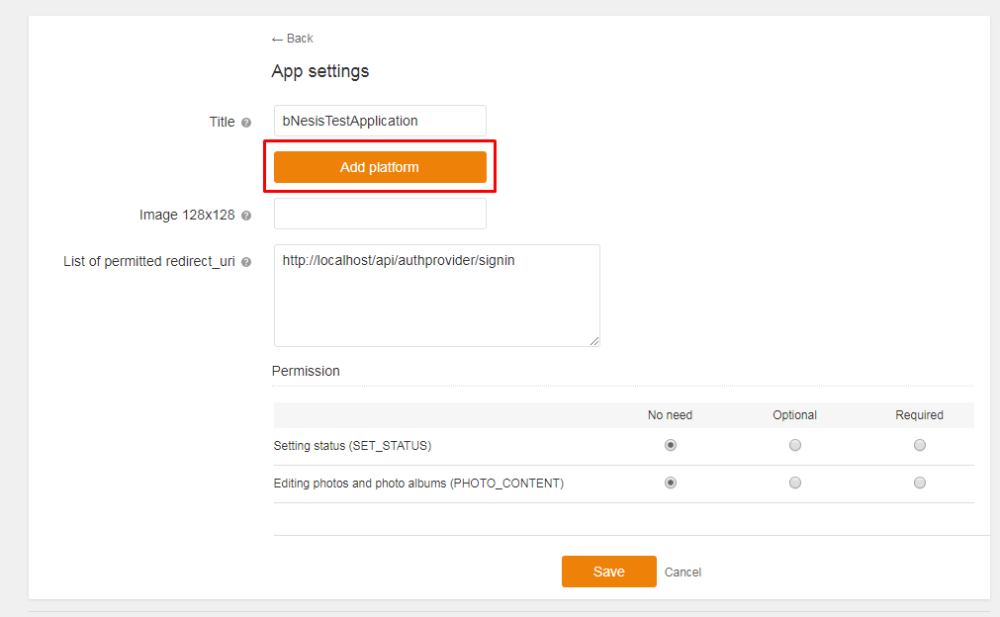 ← Back
App settings
Title ? bNesisTestApplication
Add platform
Image 128x128 ?
List of permitted redirect_uri ? http://localhost/api/authprovider/signin
Permission
No need Optional Required
Setting status (SET_STATUS)
Editing photos and photo albums (PHOTO_CONTENT)
Save Cancel